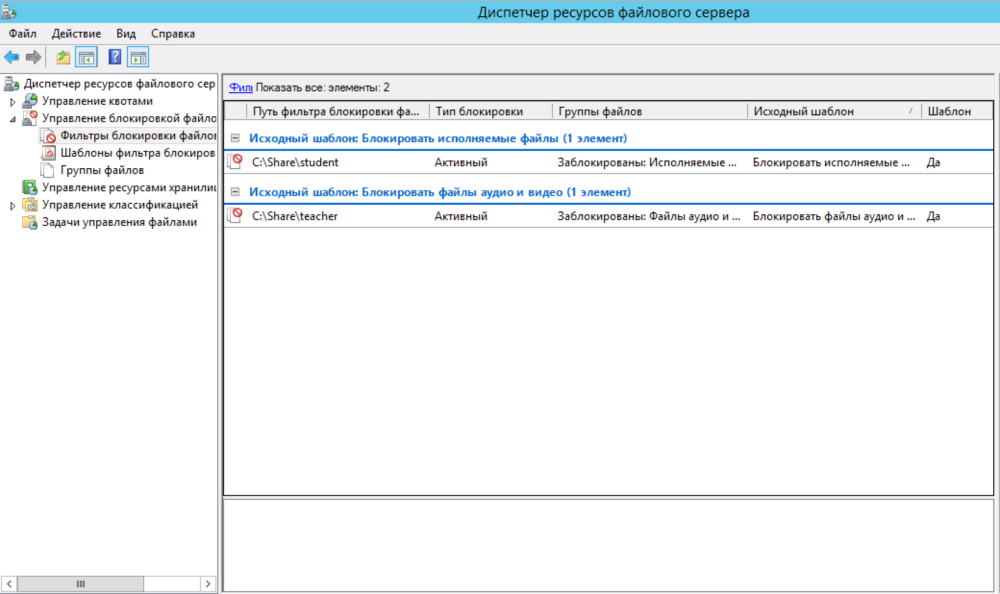 Диспетчер ресурсов файлового сервера
Файл Действие Вид Справка
Диспетчер ресурсов файлового сер
Управление квотами
Управление блокировкой файло
Фильтры блокировки файлов
Шаблоны фильтра блокиров
Группы файлов
Управление ресурсами хранилищ
Управление классификацией
Задачи управления файлами
Филь Показать все: элементы: 2
Путь фильтра блокировки фа... Тип блокировки Группы файлов Исходный шаблон Шаблон
Исходный шаблон: Блокировать исполняемые файлы (1 элемент)
C:\Share\student Активный Заблокированы: Исполняемые ... Блокировать исполняемые ... Да
Исходный шаблон: Блокировать файлы аудио и видео (1 элемент)
C:\Share\teacher Активный Заблокированы: Файлы аудио и ... Блокировать файлы аудио и ... Да